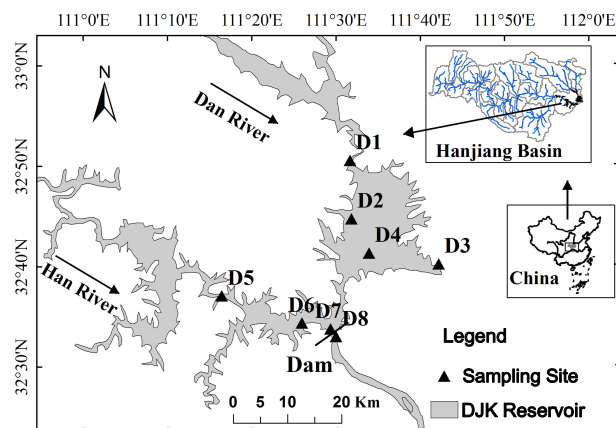 111°0'E 111°10'E 111°20'E 111°30'E 111°40'E 111°50'E 112°0'E
33°0'N
32°50'N
32°40'N
32°30'N
N
Dan River
Hanjiang Basin
D1
D2
D4
D3
China
Han River
D5
D6
D7
D8
Dam
Legend
Sampling Site
DJK Reservoir
0 5 10 20 Km